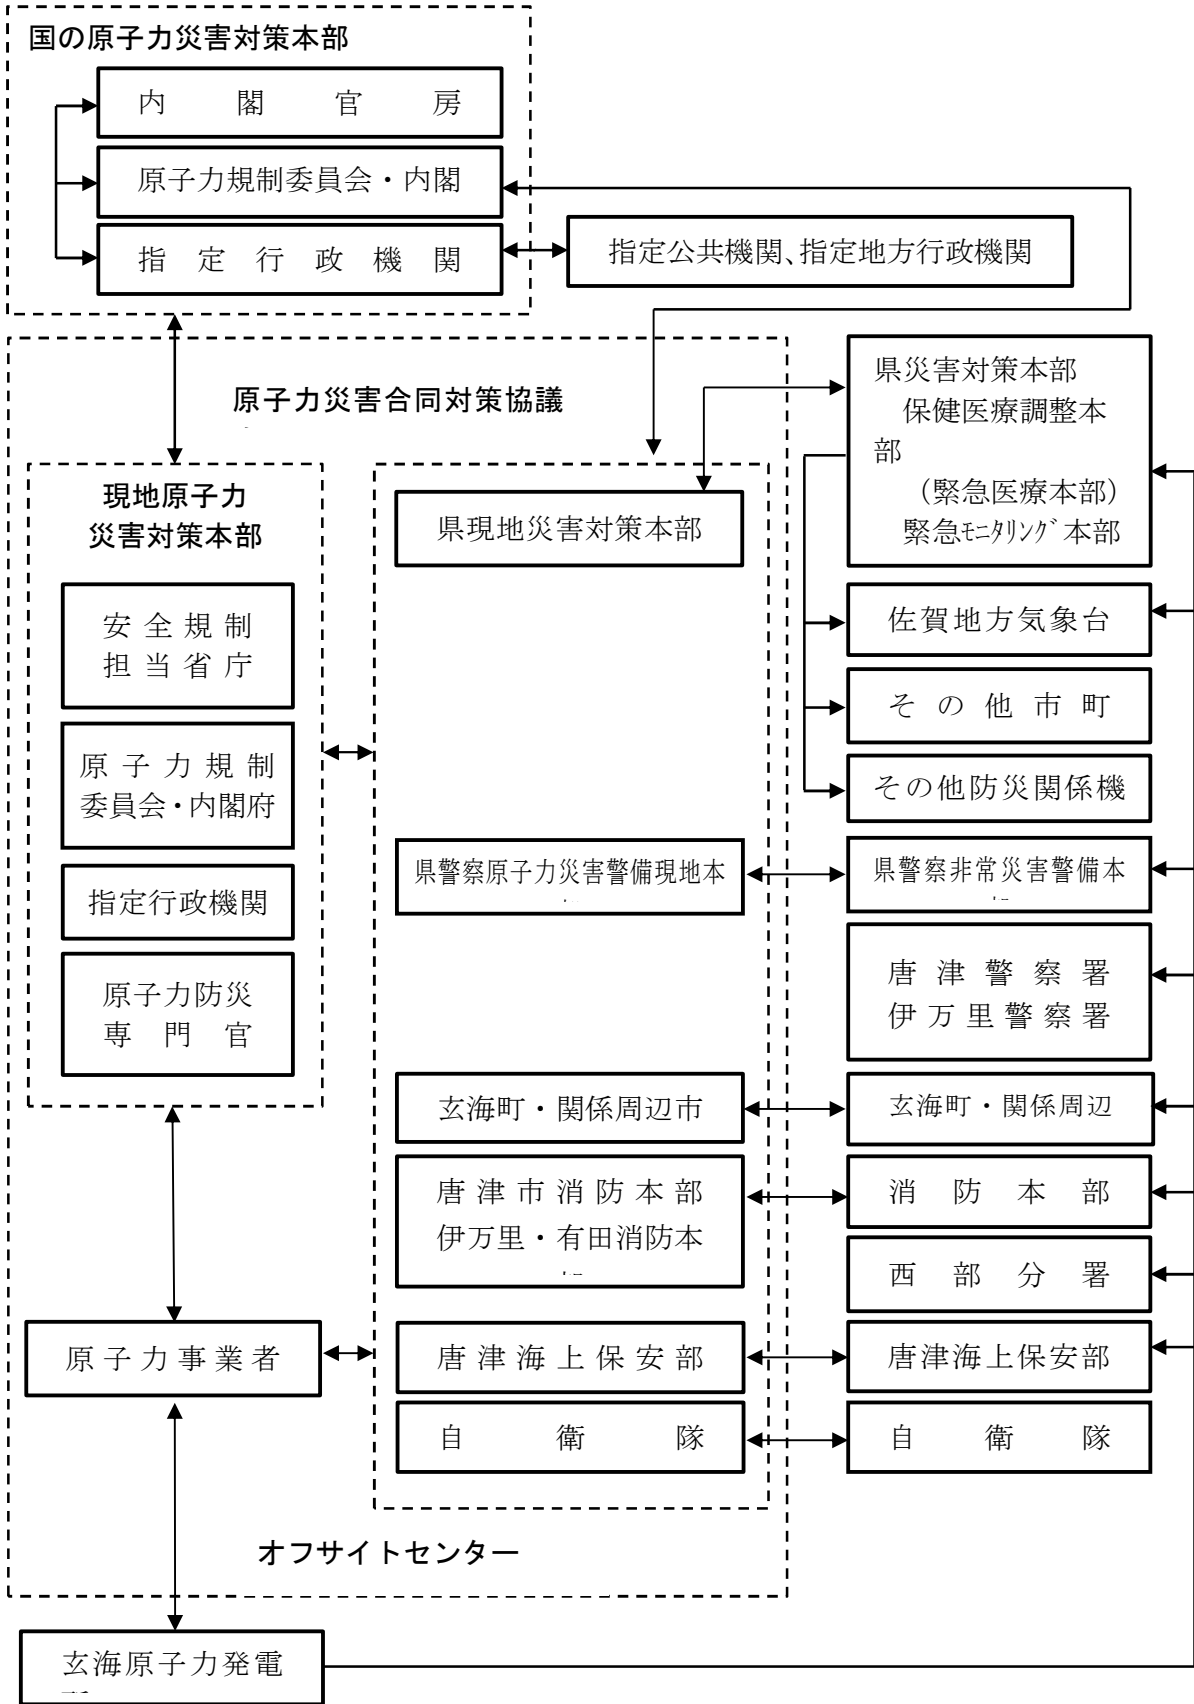 国の原子力災害対策本部
内閣官房
原子力規制委員会・内閣
指定行政機関
指定公共機関、指定地方行政機関
原子力災害合同対策協議
県災害対策本部
保健医療調整本
部
（緊急医療本部）
緊急ﾓﾆﾀﾘﾝｸﾞ本部
現地原子力
災害対策本部
県現地災害対策本部
安全規制
担当省庁
佐賀地方気象台
その他市町
原子力規制
委員会・内閣府
その他防災関係機
県警察原子力災害警備現地本
県警察非常災害警備本
指定行政機関
唐津警察署
伊万里警察署
原子力防災
専門官
玄海町・関係周辺市
玄海町・関係周辺
唐津市消防本部
伊万里・有田消防本
消防本部
西部分署
原子力事業者
唐津海上保安部
唐津海上保安部
自衛隊
自衛隊
オフサイトセンター
玄海原子力発電